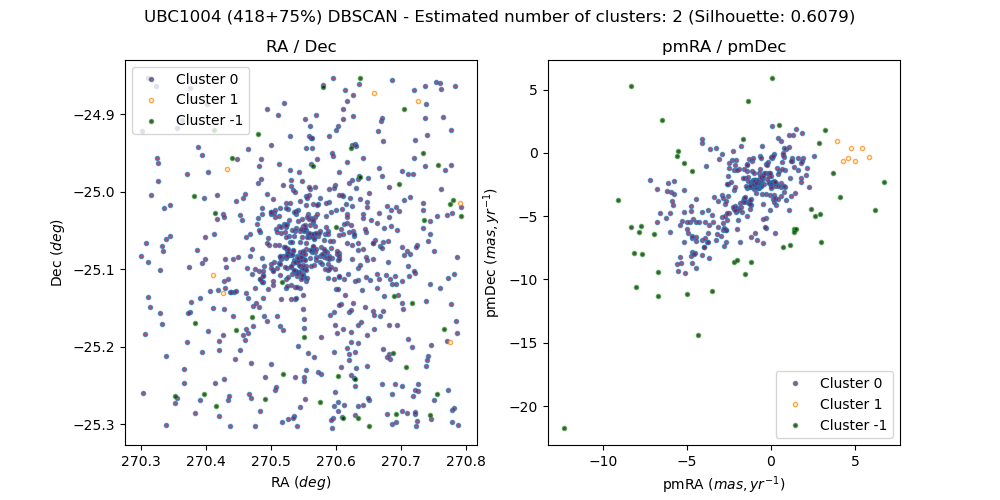 UBC1004 (418+75%) DBSCAN - Estimated number of clusters: 2 (Silhouette: 0.6079)
RA / Dec
Cluster 0
Cluster 1
Cluster -1
−24.9
−25.0
−25.1
−25.2
−25.3
Dec (deg)
270.3 270.4 270.5 270.6 270.7 270.8
RA (deg)
pmRA / pmDec
5
0
−5
−10
−15
−20
pmDec (mas, yr⁻¹)
Cluster 0
Cluster 1
Cluster -1
−10 −5 0 5
pmRA (mas, yr⁻¹)